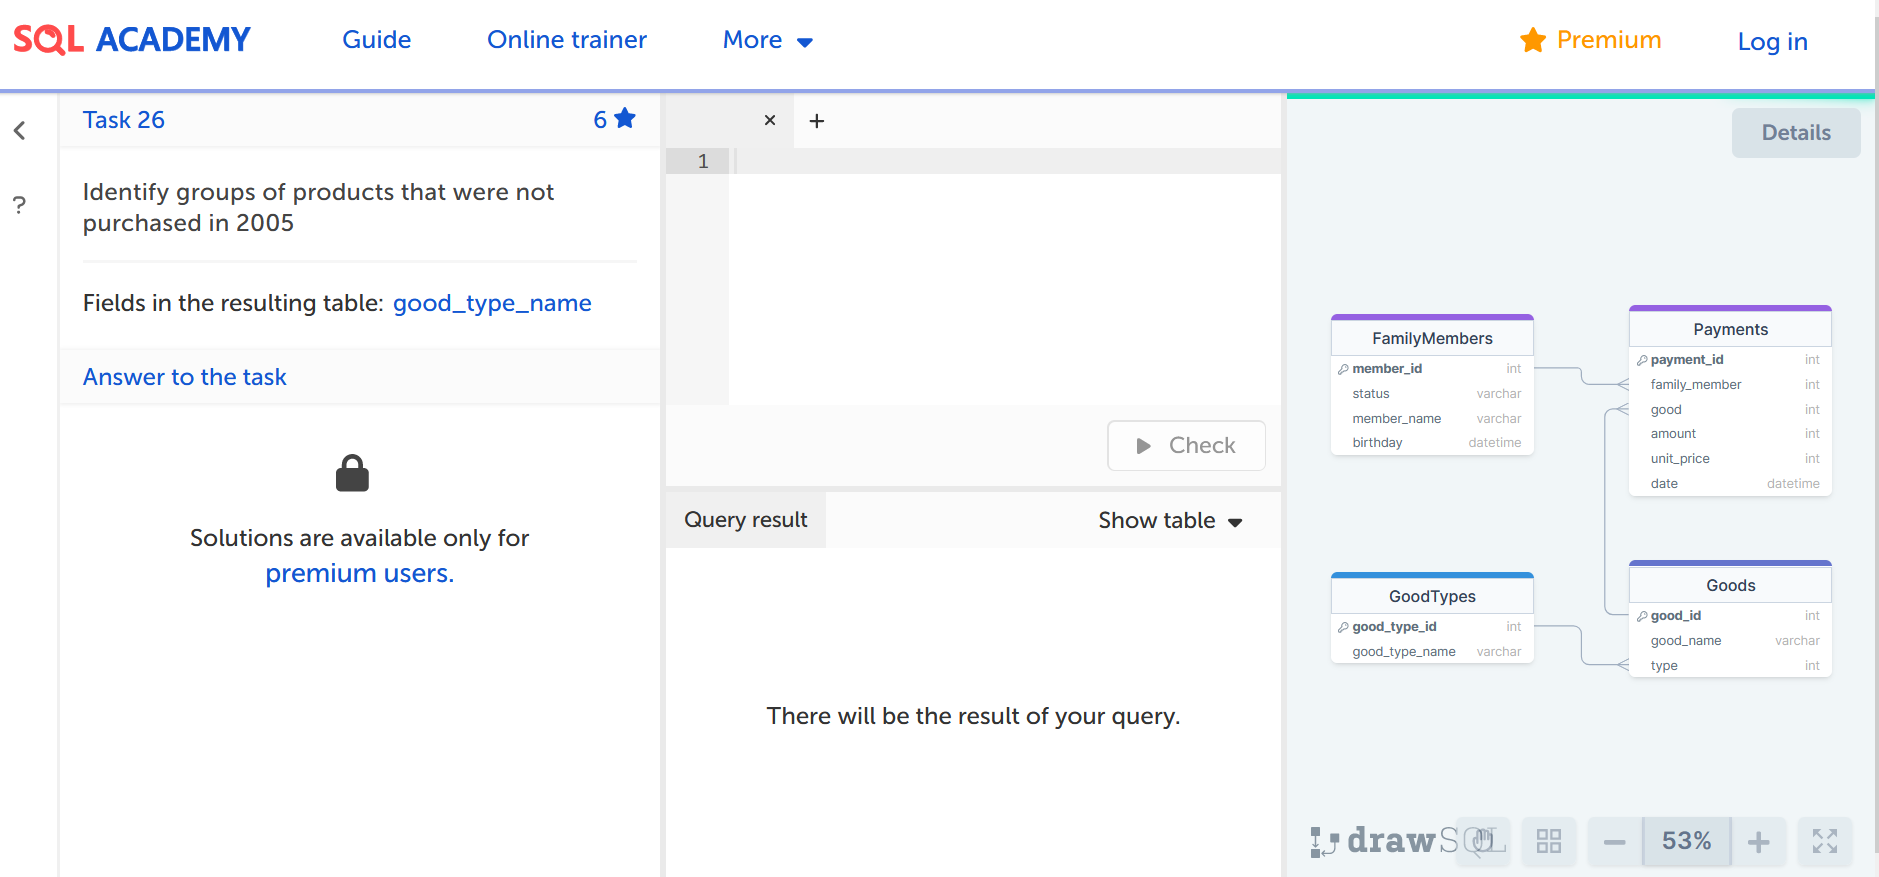 SQL ACADEMY
Guide
Online trainer
More
Premium
Log in
Task 26
6
?
Identify groups of products that were not
purchased in 2005
Fields in the resulting table: good_type_name
Answer to the task
Solutions are available only for
premium users.
× +
1
Check
Query result
Show table
There will be the result of your query.
Details
FamilyMembers
member_id int
status varchar
member_name varchar
birthday datetime
Payments
payment_id int
family_member int
good int
amount int
unit_price int
date datetime
GoodTypes
good_type_id int
good_type_name varchar
Goods
good_id int
good_name varchar
type int
drawSQL
53%